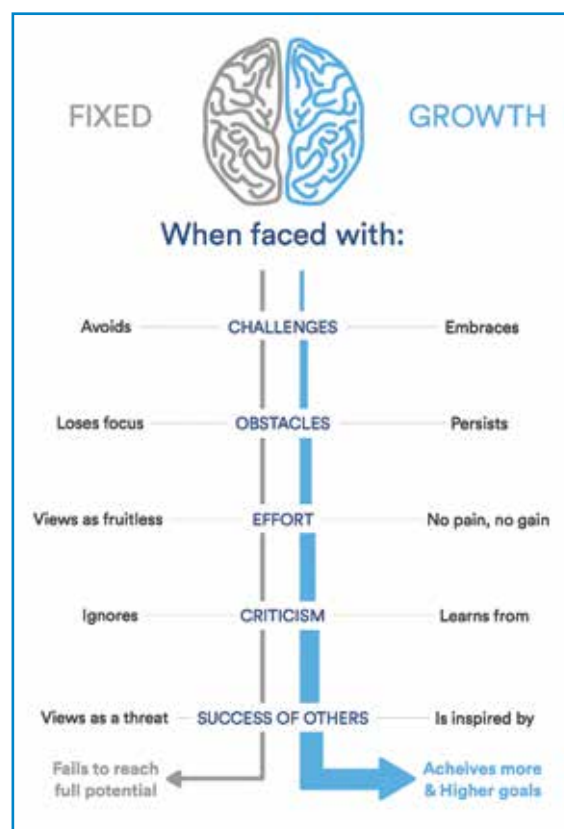 FIXED GROWTH
When faced with:
Avoids CHALLENGES Embraces
Loses focus OBSTACLES Persists
Views as fruitless EFFORT No pain, no gain
Ignores CRITICISM Learns from
Views as a threat SUCCESS OF OTHERS Is inspired by
Fails to reach
full potential
Acheives more
& Higher goals